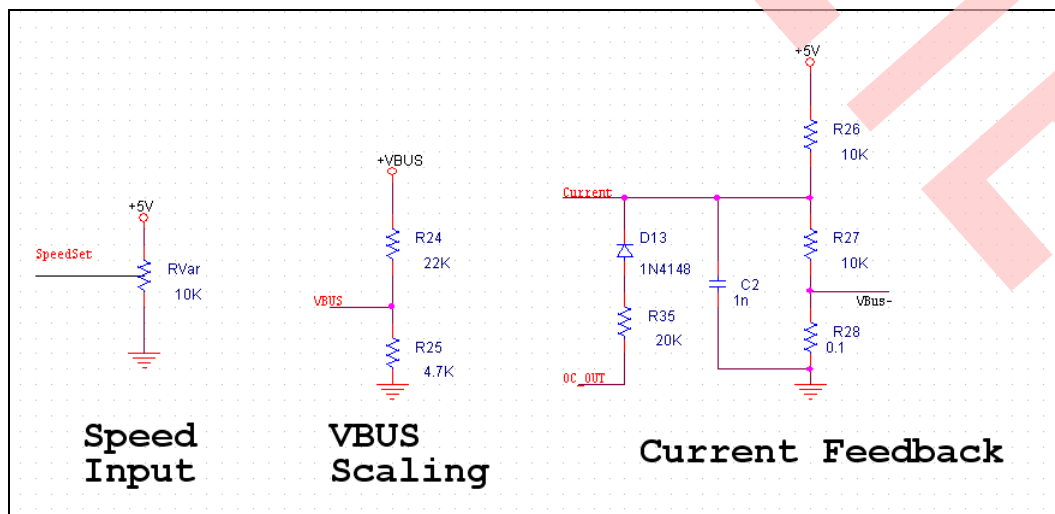 +5V
SpeedSet
RVar
10K
Speed
Input
+VBUS
R24
22K
VBUS
R25
4.7K
VBUS
Scaling
+5V
R26
10K
Current
D13
1N4148
R35
20K
OC_OUT
C2
1n
R27
10K
VBus-
R28
0.1
Current Feedback